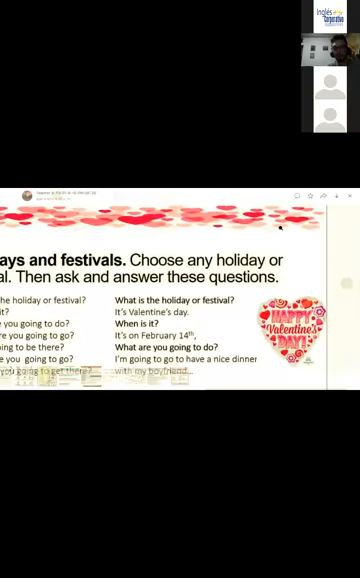 Inglés
Corporativo
ays and festivals. Choose any holiday or
al. Then ask and answer these questions.
he holiday or festival?
it?
e you going to do?
re you going to go?
oing to be there?
re you going to go?
you going to get there?
What is the holiday or festival?
It's Valentine's day.
When is it?
It's on February 14th,
What are you going to do?
I'm going to go to have a nice dinner
with my boyfriend...
HAPPY
Valentine's
DAY!